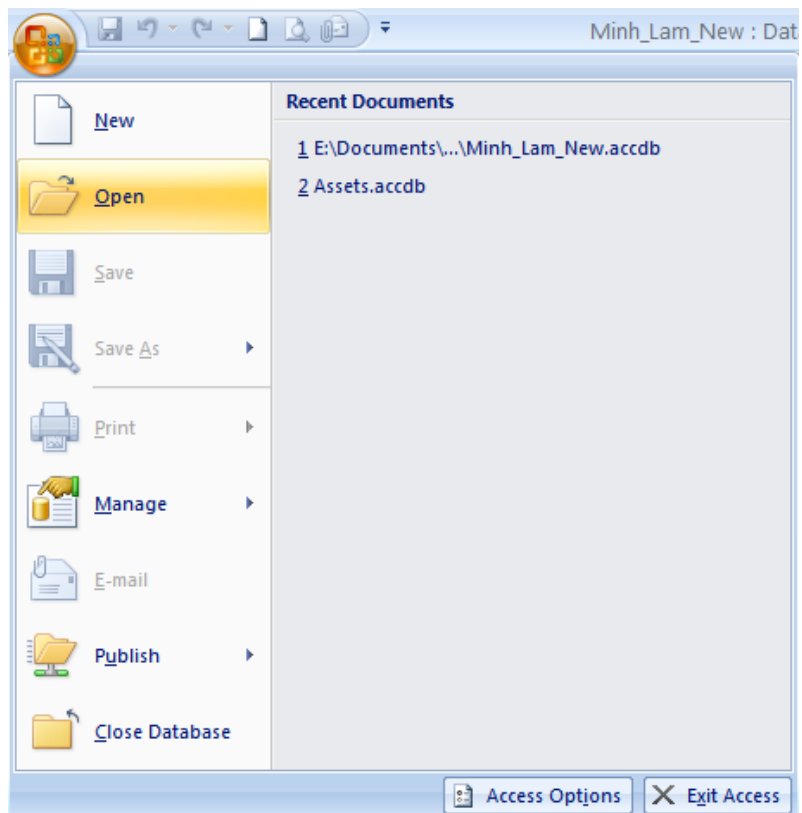 Minh_Lam_New : Dat
New
Open
Save
Save As
Print
Manage
E-mail
Publish
Close Database
Recent Documents
1 E:\Documents\...\Minh_Lam_New.accdb
2 Assets.accdb
Access Options
Exit Access